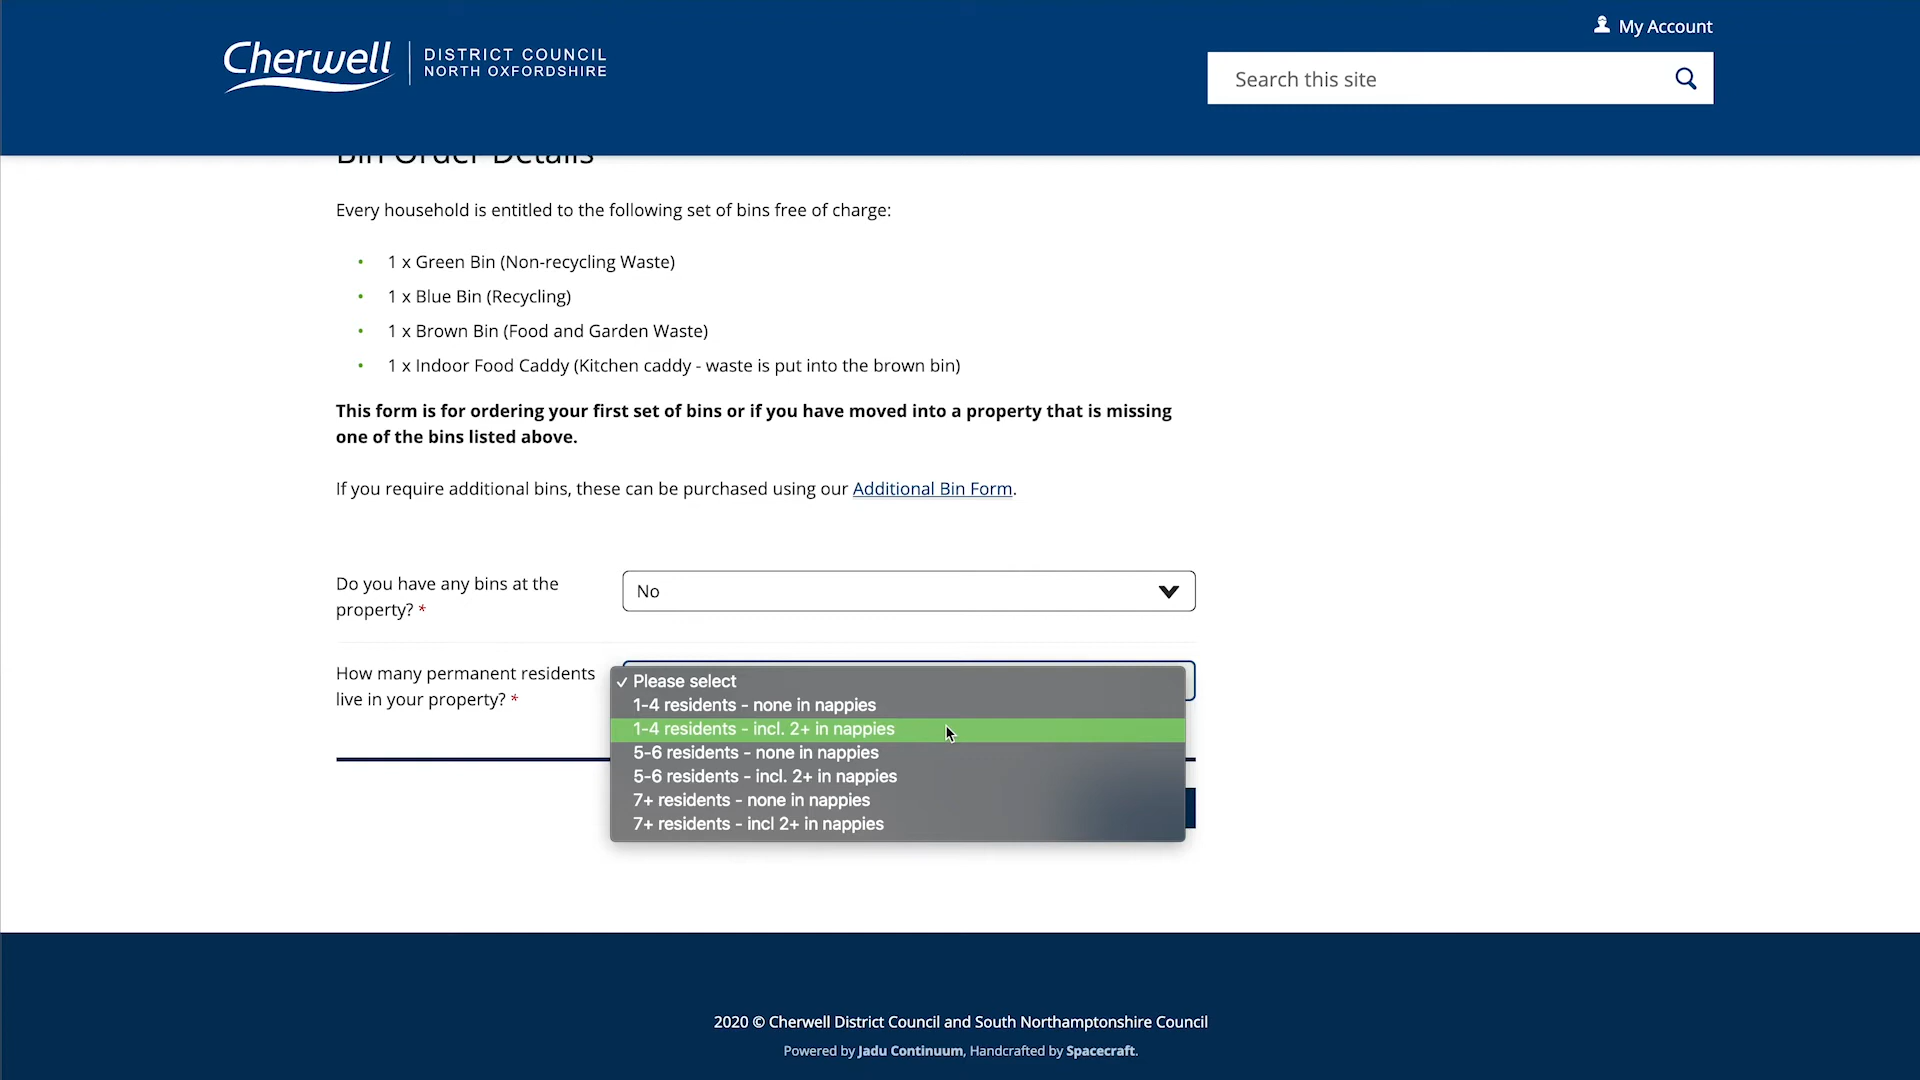 My Account
Cherwell
DISTRICT COUNCIL
NORTH OXFORDSHIRE
Search this site
Bin Order Details
Every household is entitled to the following set of bins free of charge:
• 1 x Green Bin (Non-recycling Waste)
• 1 x Blue Bin (Recycling)
• 1 x Brown Bin (Food and Garden Waste)
• 1 x Indoor Food Caddy (Kitchen caddy - waste is put into the brown bin)
This form is for ordering your first set of bins or if you have moved into a property that is missing
one of the bins listed above.
If you require additional bins, these can be purchased using our Additional Bin Form.
Do you have any bins at the
property? *
No
How many permanent residents
live in your property? *
✓ Please select
1-4 residents - none in nappies
1-4 residents - incl. 2+ in nappies
5-6 residents - none in nappies
5-6 residents - incl. 2+ in nappies
7+ residents - none in nappies
7+ residents - incl 2+ in nappies
2020 © Cherwell District Council and South Northamptonshire Council
Powered by Jadu Continuum, Handcrafted by Spacecraft.